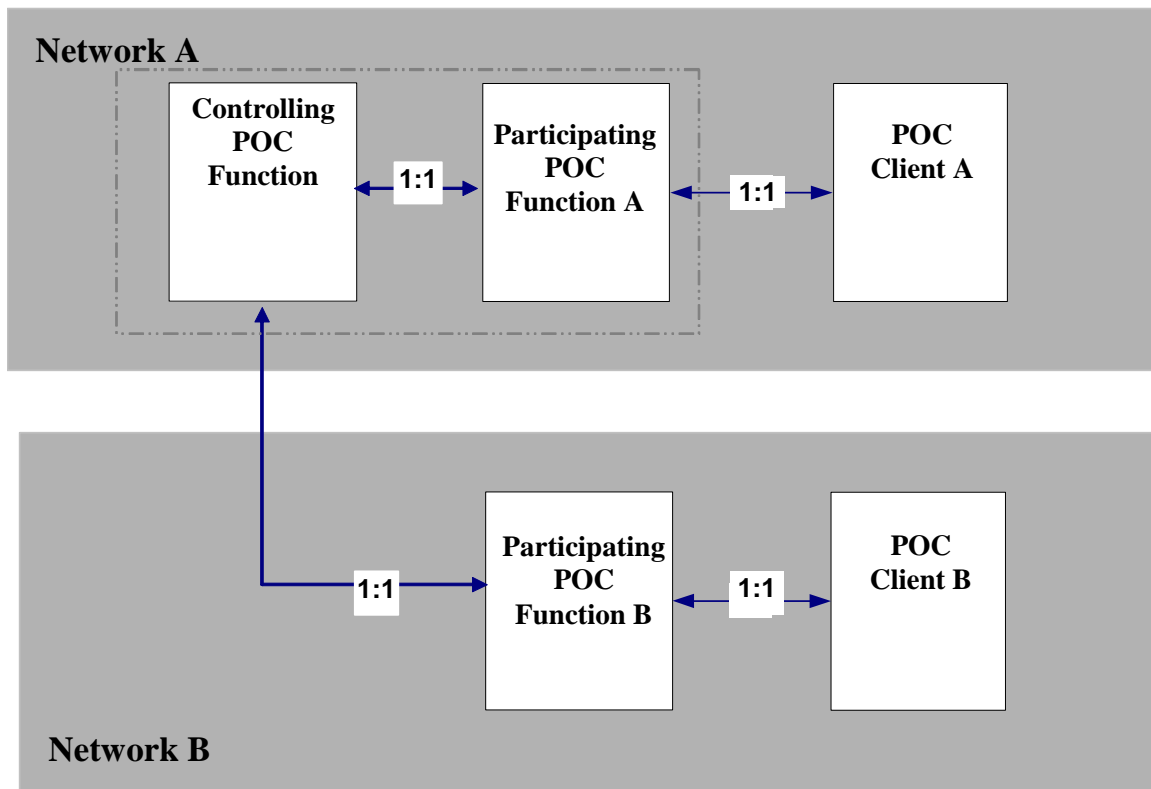 Network A
Controlling
POC
Function
1:1
Participating
POC
Function A
1:1
POC
Client A
1:1
Participating
POC
Function B
1:1
POC
Client B
Network B